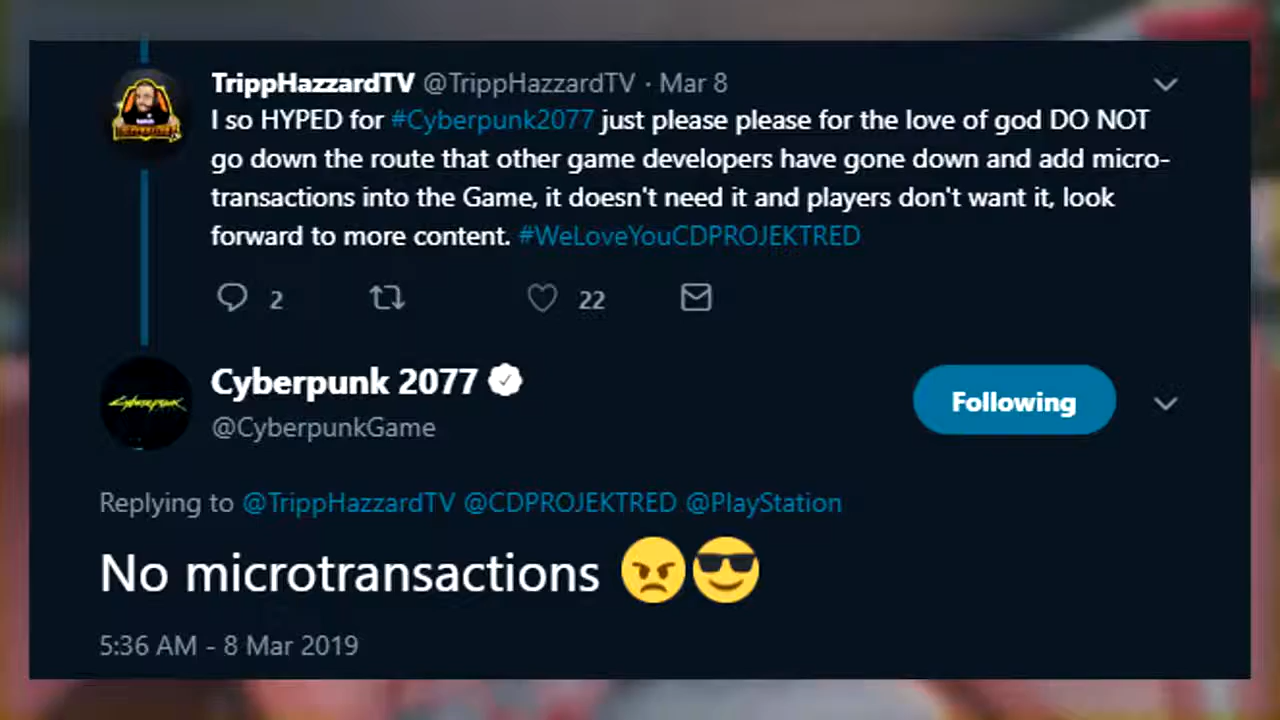 TrippHazzardTV @TrippHazzardTV · Mar 8
I so HYPED for #Cyberpunk2077 just please please for the love of god DO NOT
go down the route that other game developers have gone down and add micro-
transactions into the Game, it doesn't need it and players don't want it, look
forward to more content. #WeLoveYouCDPROJEKTRED
2 22
Cyberpunk 2077
@CyberpunkGame
Following
Replying to @TrippHazzardTV @CDPROJEKTRED @PlayStation
No microtransactions 😠😎
5:36 AM - 8 Mar 2019